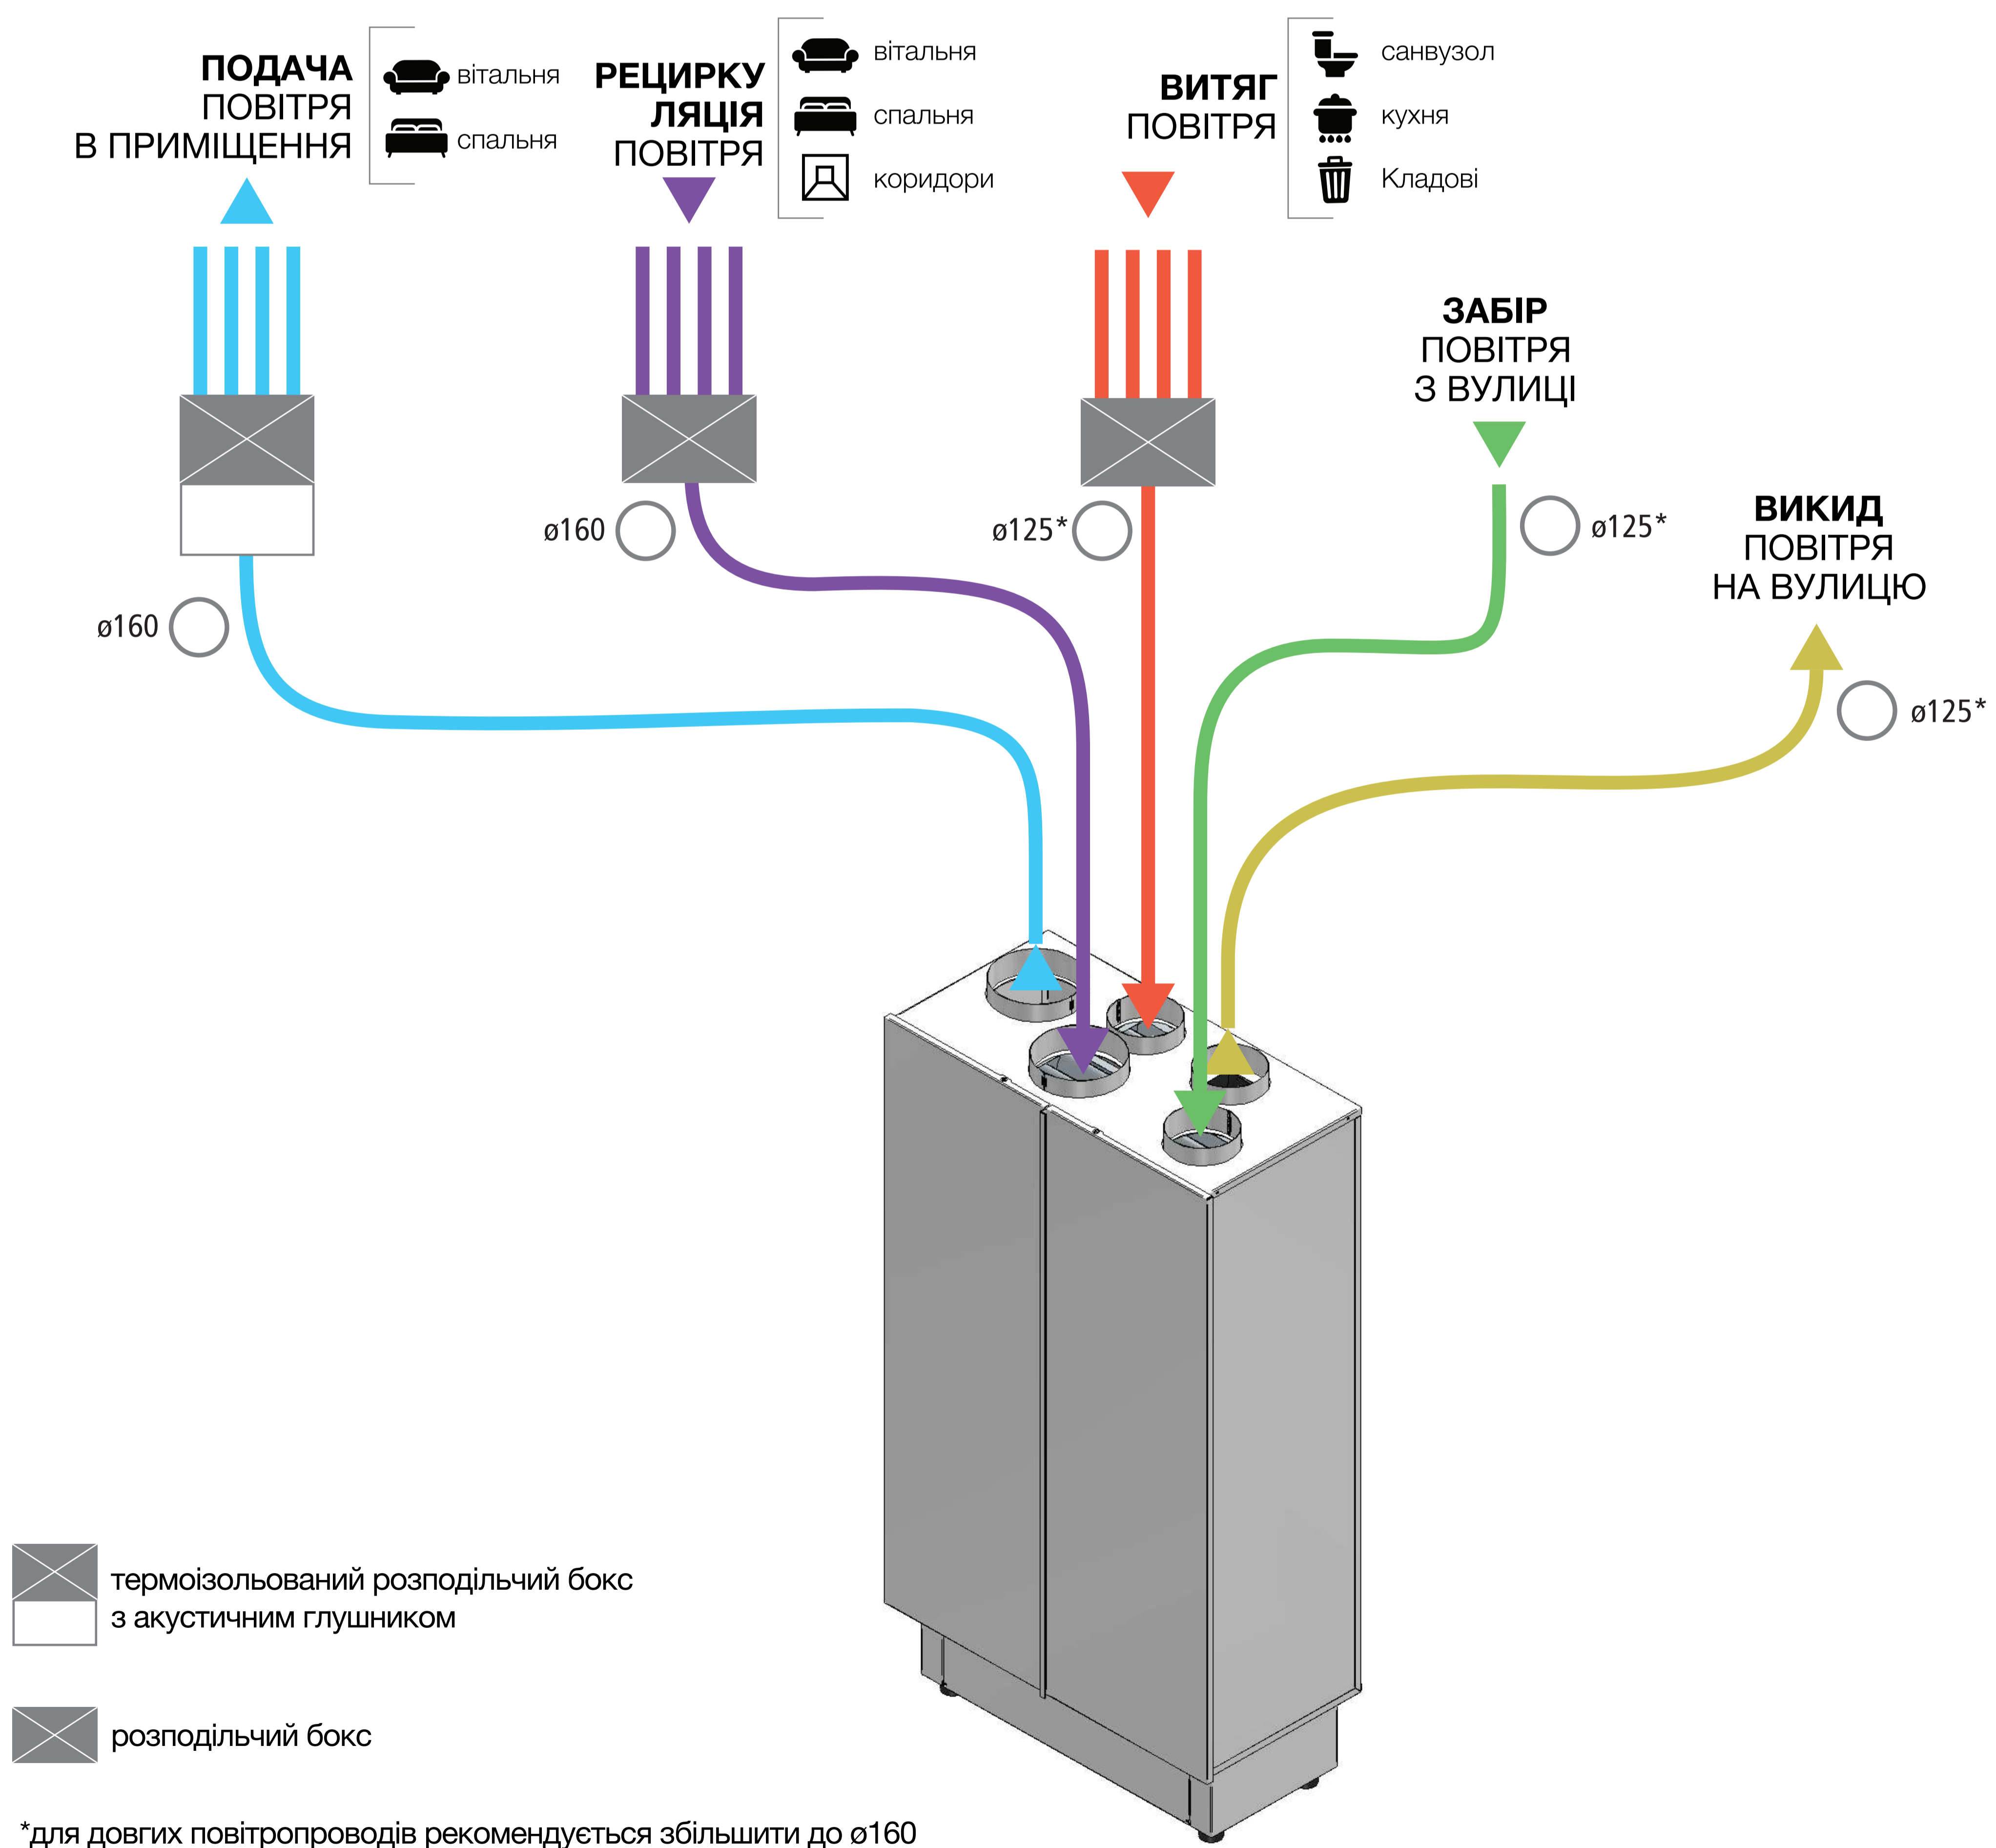 ПОДАЧА
ПОВІТРЯ
В ПРИМІЩЕННЯ
вітальня
спальня
РЕЦИРКУ
ЛЯЦІЯ
ПОВІТРЯ
вітальня
спальня
коридори
ВИТЯГ
ПОВІТРЯ
санвузол
кухня
Кладові
ЗАБІР
ПОВІТРЯ
З ВУЛИЦІ
ВИКИД
ПОВІТРЯ
НА ВУЛИЦЮ
ø160
ø160
ø125*
ø125*
ø125*
термоізольований розподільчий бокс
з акустичним глушником
розподільчий бокс
*для довгих повітропроводів рекомендується збільшити до ø160